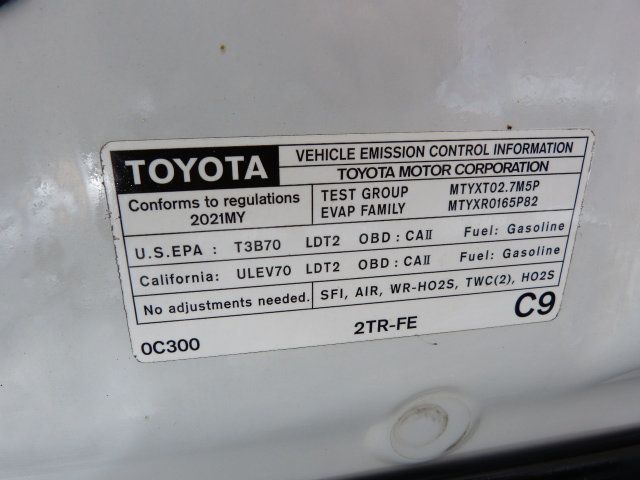 TOYOTA
VEHICLE EMISSION CONTROL INFORMATION
TOYOTA MOTOR CORPORATION
Conforms to regulations
2021MY
TEST GROUP MTYXT02.7M5P
EVAP FAMILY MTYXR0165P82
U.S.EPA : T3B70 LDT2 OBD : CAII Fuel: Gasoline
California: ULEV70 LDT2 OBD : CAII Fuel: Gasoline
No adjustments needed. SFI, AIR, WR-HO2S, TWC(2), HO2S
0C300 2TR-FE C9